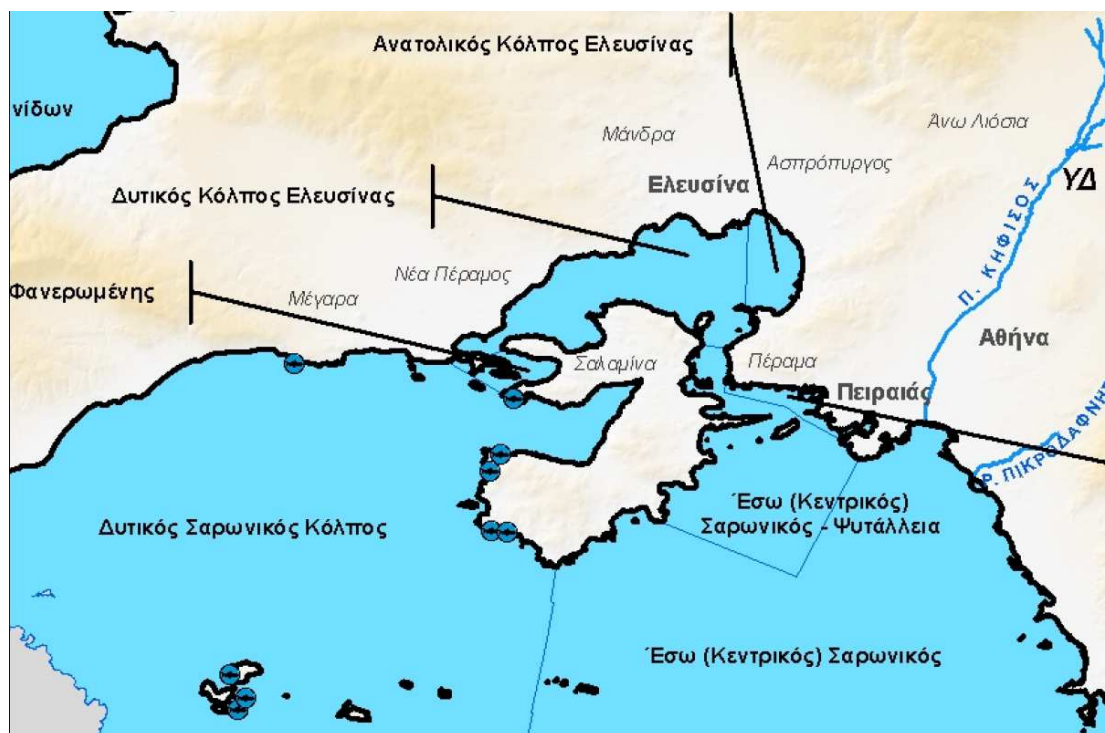 Ανατολικός Κόλπος Ελευσίνας
νίδων
Μάνδρα
Άνω Λιόσια
Ασπρόπυργος
Δυτικός Κόλπος Ελευσίνας
Ελευσίνα
ΥΔ
Π. ΚΗΦΙΣΟΣ
Νέα Πέραμος
Φανερωμένης
Μέγαρα
Αθήνα
Σαλαμίνα
Πέραμα
Πειραιάς
Ρ. ΠΙΚΡΟΔΑΦΝΗΣ
Δυτικός Σαρωνικός Κόλπος
Έσω (Κεντρικός)
Σαρωνικός - Ψυτάλλεια
Έσω (Κεντρικός) Σαρωνικός